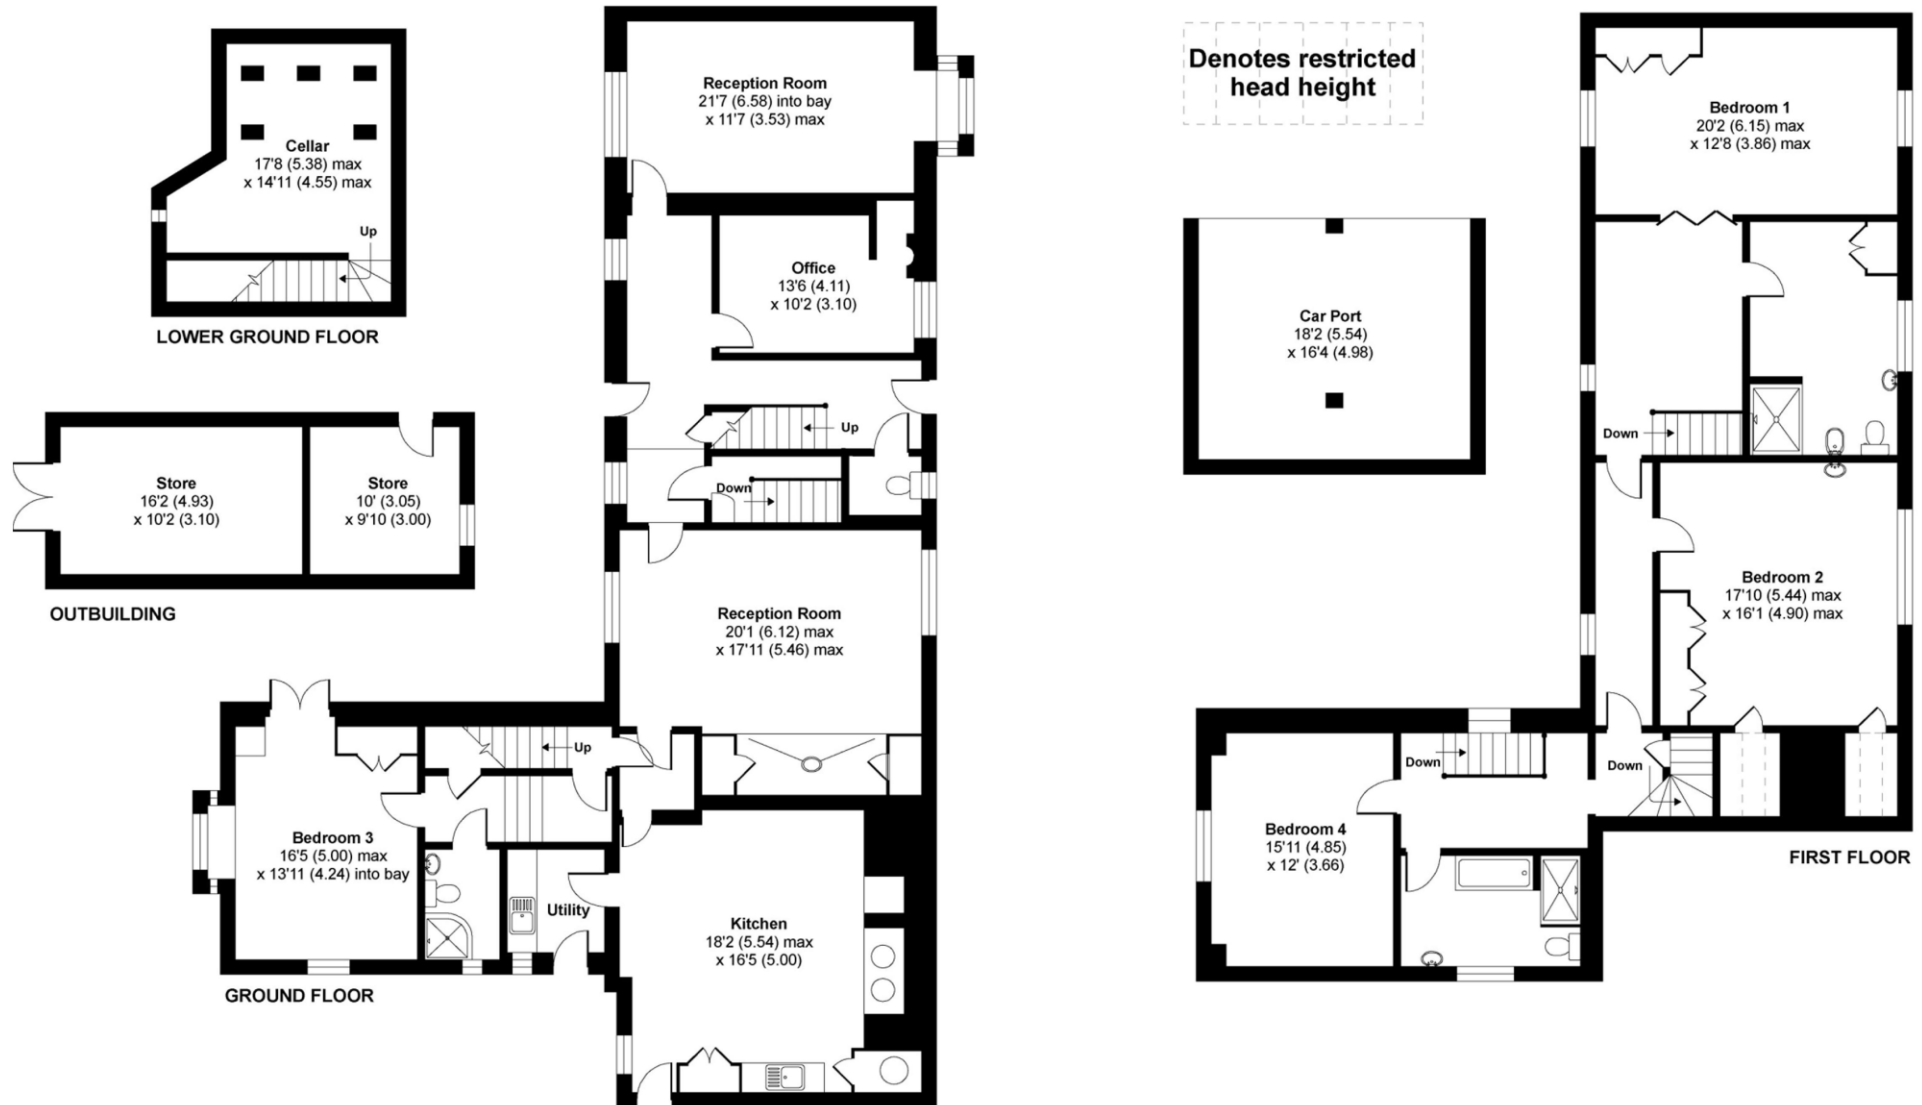 Cellar
17'8 (5.38) max
x 14'11 (4.55) max
Up
LOWER GROUND FLOOR
Store
16'2 (4.93)
x 10'2 (3.10)
Store
10' (3.05)
x 9'10 (3.00)
OUTBUILDING
Reception Room
21'7 (6.58) into bay
x 11'7 (3.53) max
Office
13'6 (4.11)
x 10'2 (3.10)
Up
Down
Reception Room
20'1 (6.12) max
x 17'11 (5.46) max
Up
Bedroom 3
16'5 (5.00) max
x 13'11 (4.24) into bay
Utility
Kitchen
18'2 (5.54) max
x 16'5 (5.00)
GROUND FLOOR
Denotes restricted
head height
Car Port
18'2 (5.54)
x 16'4 (4.98)
Bedroom 1
20'2 (6.15) max
x 12'8 (3.86) max
Down
Bedroom 2
17'10 (5.44) max
x 16'1 (4.90) max
Down
Down
Bedroom 4
15'11 (4.85)
x 12' (3.66)
FIRST FLOOR